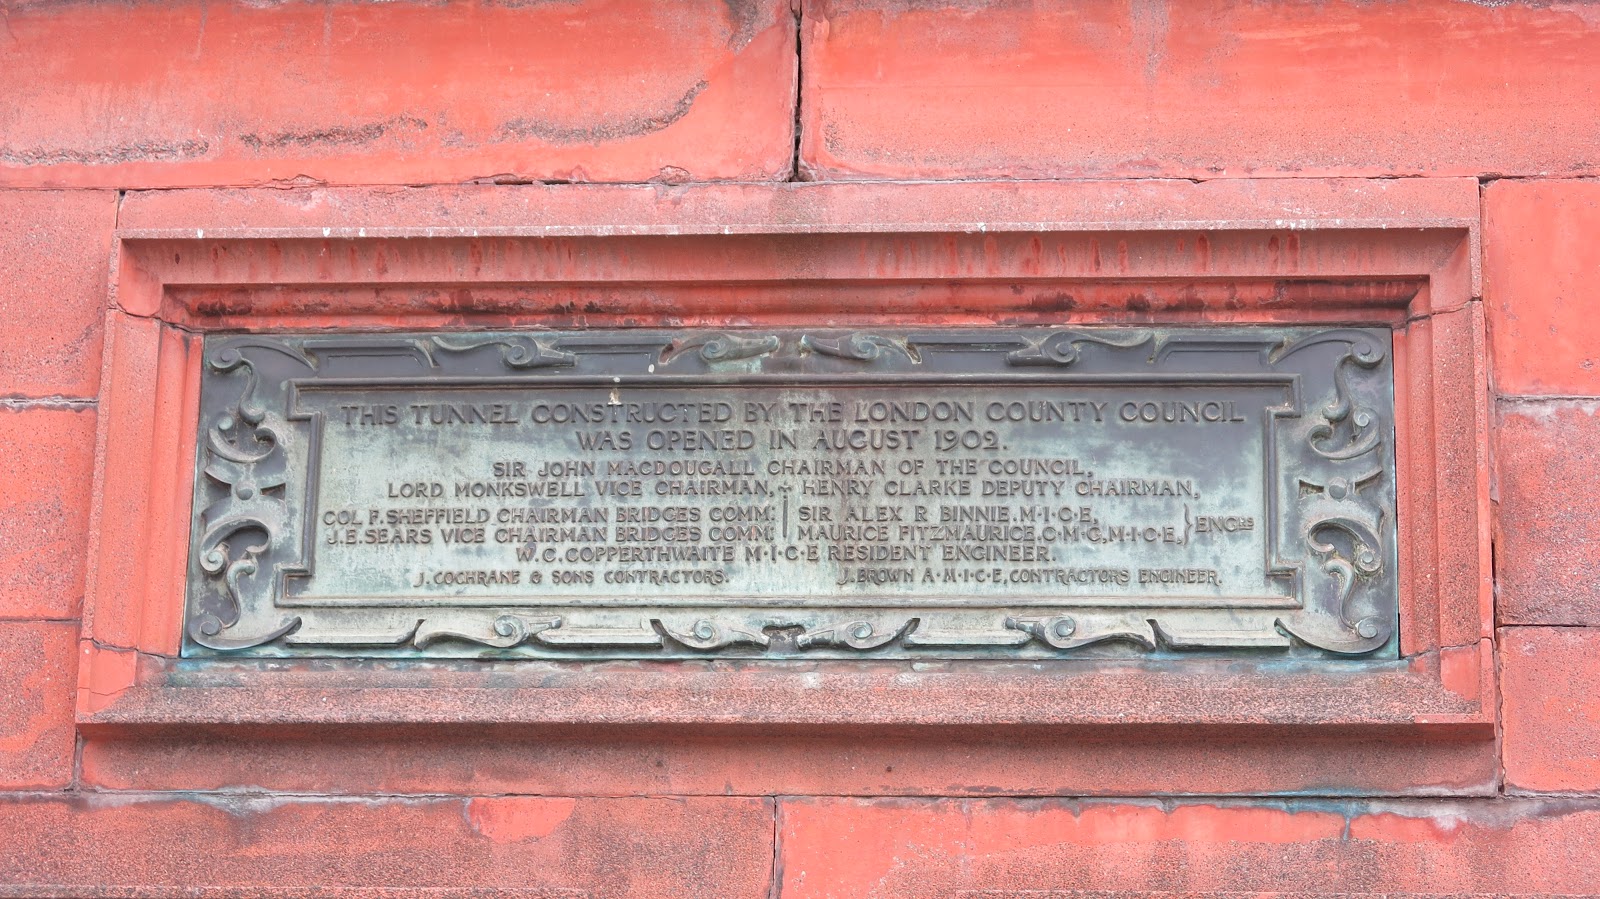 THIS TUNNEL CONSTRUCTED BY THE LONDON COUNTY COUNCIL
WAS OPENED IN AUGUST 1902.
SIR JOHN MACDOUGALL CHAIRMAN OF THE COUNCIL,
LORD MONKSWELL VICE CHAIRMAN, HENRY CLARKE DEPUTY CHAIRMAN,
COL F. SHEFFIELD CHAIRMAN BRIDGES COMM: SIR ALEX R BINNIE. M·I·C·E,
J. E. SEARS VICE CHAIRMAN BRIDGES COMM: MAURICE FITZMAURICE. C·M·G, M·I·C·E, } ENGRS
W. C. COPPERTHWAITE M·I·C·E RESIDENT ENGINEER.
J. COCHRANE & SONS CONTRACTORS. J. BROWN A·M·I·C·E, CONTRACTORS ENGINEER.